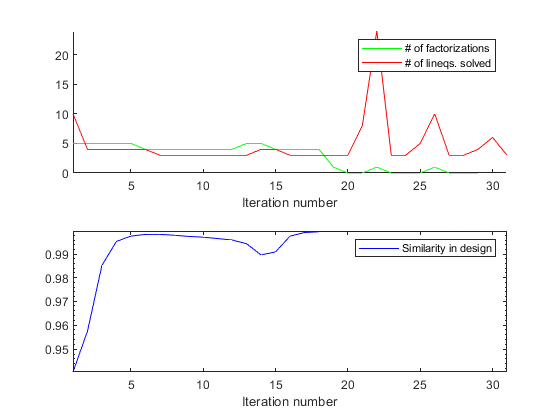 20
15
10
5
0
# of factorizations
# of lineqs. solved
5 10 15 20 25 30
Iteration number
0.99
0.98
0.97
0.96
0.95
Similarity in design
5 10 15 20 25 30
Iteration number